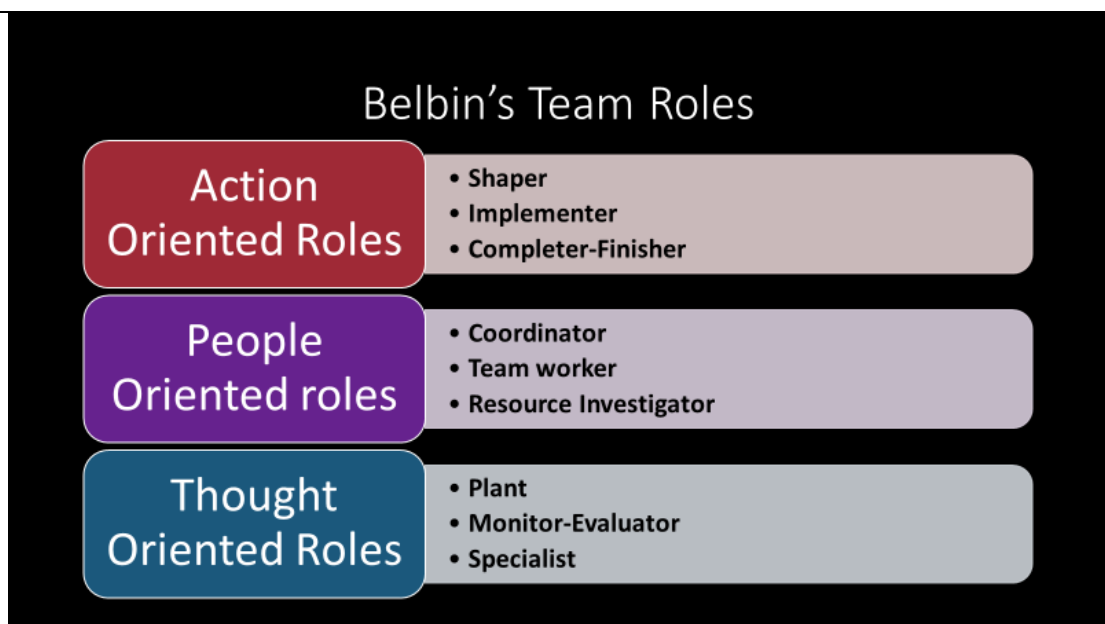 Belbin’s Team Roles
Action
Oriented Roles
• Shaper
• Implementer
• Completer-Finisher
People
Oriented roles
• Coordinator
• Team worker
• Resource Investigator
Thought
Oriented Roles
• Plant
• Monitor-Evaluator
• Specialist